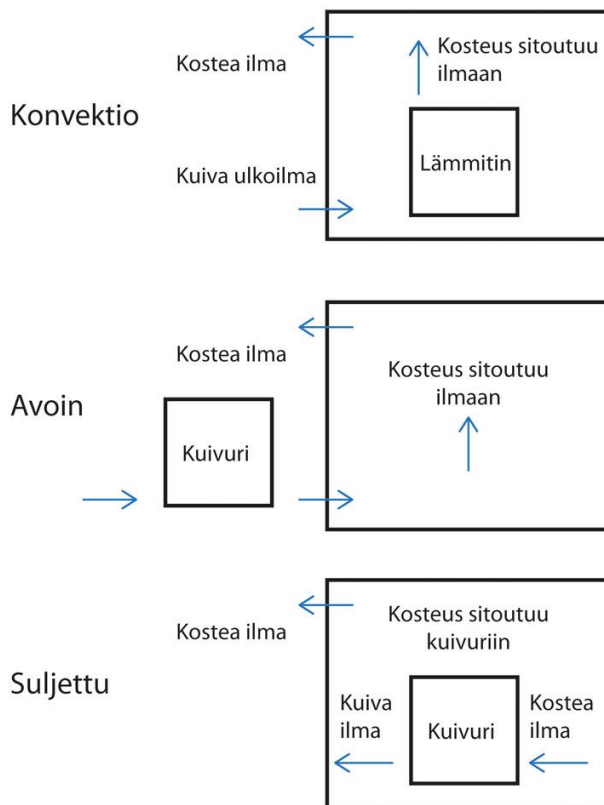 Kostea ilma
Kosteus sitoutuu
ilmaan
Konvektio
Lämmitin
Kuiva ulkoilma
Kostea ilma
Kosteus sitoutuu
ilmaan
Avoin
Kuivuri
Kostea ilma
Kosteus sitoutuu
kuivuriin
Suljettu
Kuiva
ilma
Kuivuri
Kostea
ilma